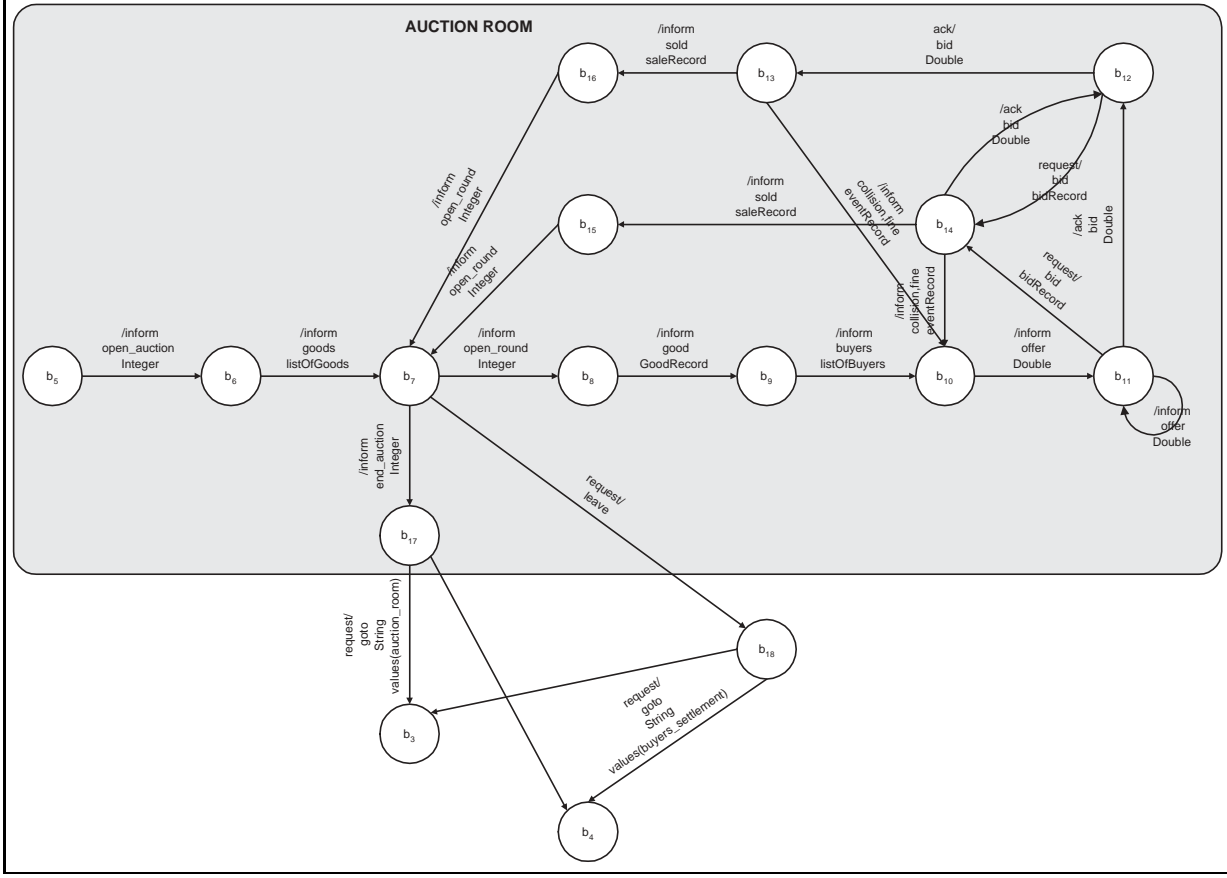 AUCTION ROOM
/inform
sold
saleRecord
ack/
bid
Double
b16
b13
b12
/ack
bid
Double
request/
bid
bidRecord
/inform
open_round
Integer
/inform
sold
saleRecord
/inform
collision,fine
eventRecord
/ack
bid
Double
b15
b14
/inform
open_round
Integer
request/
bid
bidRecord
/inform
collision,fine
eventRecord
/inform
open_auction
Integer
/inform
goods
listOfGoods
/inform
open_round
Integer
/inform
good
GoodRecord
/inform
buyers
listOfBuyers
/inform
offer
Double
b5
b6
b7
b8
b9
b10
b11
/inform
offer
Double
/inform
end_auction
Integer
request/
leave
b17
request/
goto
String
values(auction_room)
b18
request/
goto
String
values(buyers_settlement)
b3
b4